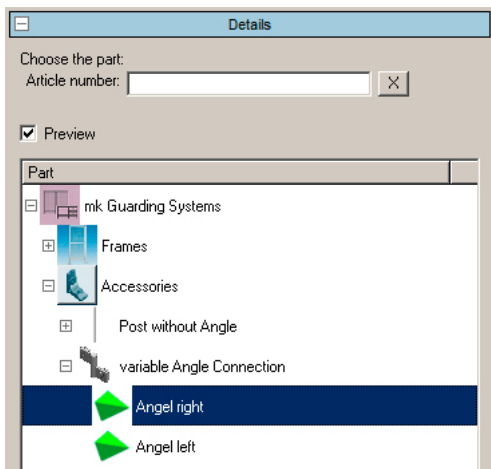 Details
Choose the part:
Article number:
X
Preview
Part
mk Guarding Systems
Frames
Accessories
Post without Angle
variable Angle Connection
Angel right
Angel left